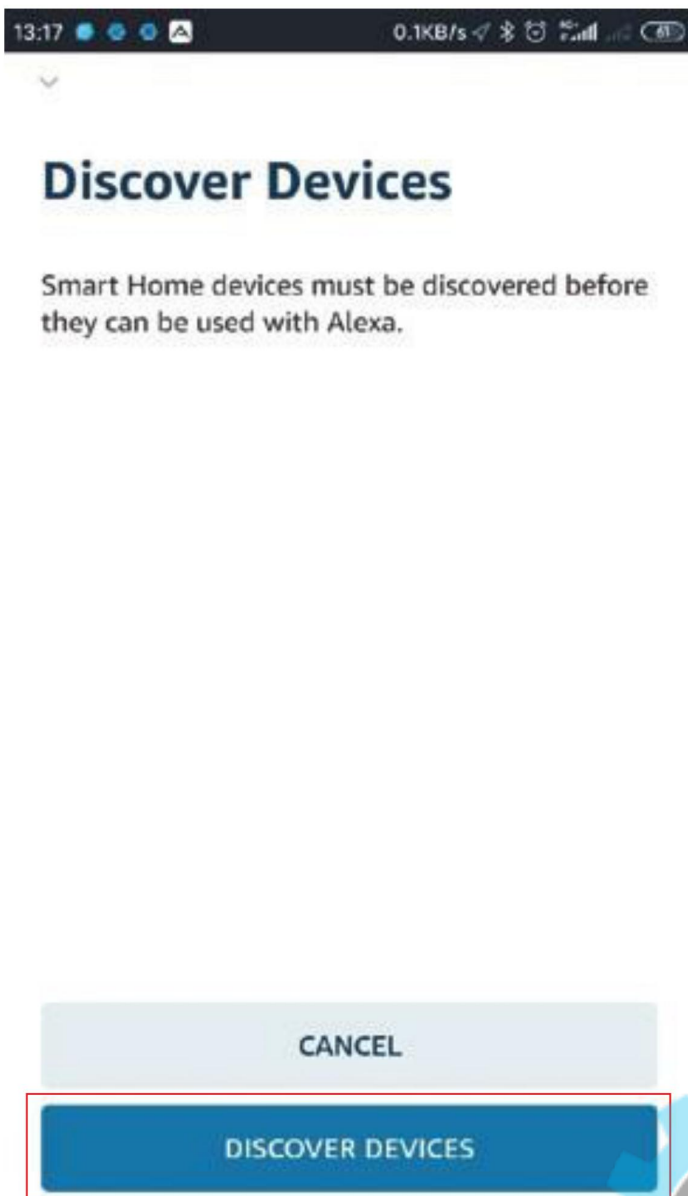 13:17 0.1KB/s 61
Discover Devices
Smart Home devices must be discovered before
they can be used with Alexa.
CANCEL
DISCOVER DEVICES